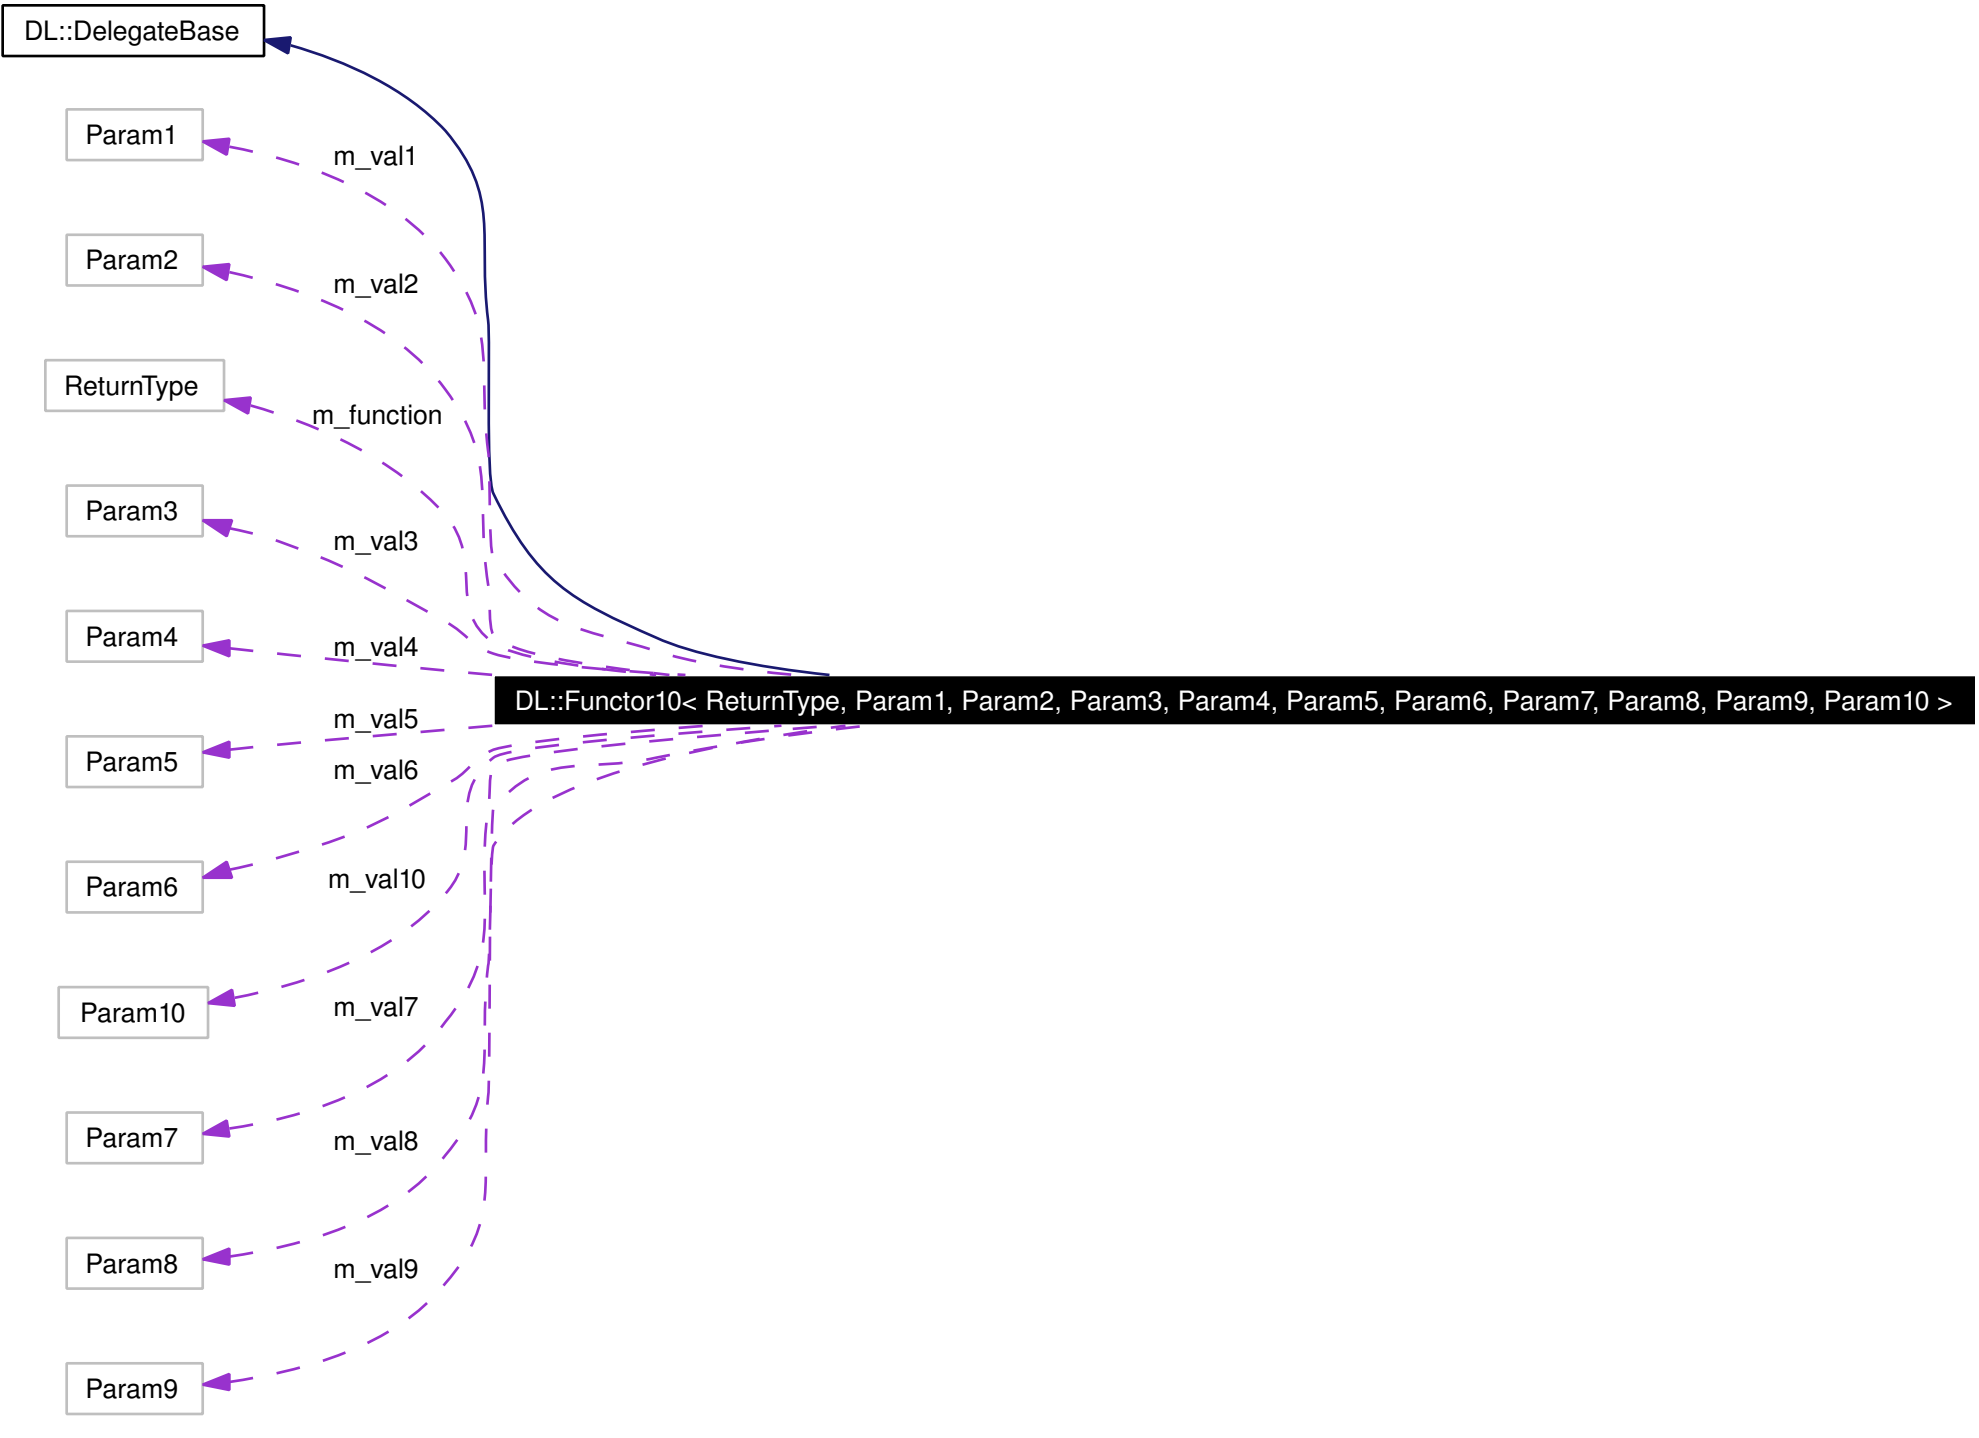 DL::DelegateBase
Param1
m_val1
Param2
m_val2
ReturnType
m_function
Param3
m_val3
Param4
m_val4
DL::Functor10< ReturnType, Param1, Param2, Param3, Param4, Param5, Param6, Param7, Param8, Param9, Param10 >
m_val5
Param5
m_val6
Param6
m_val10
Param10
m_val7
Param7
m_val8
Param8
m_val9
Param9